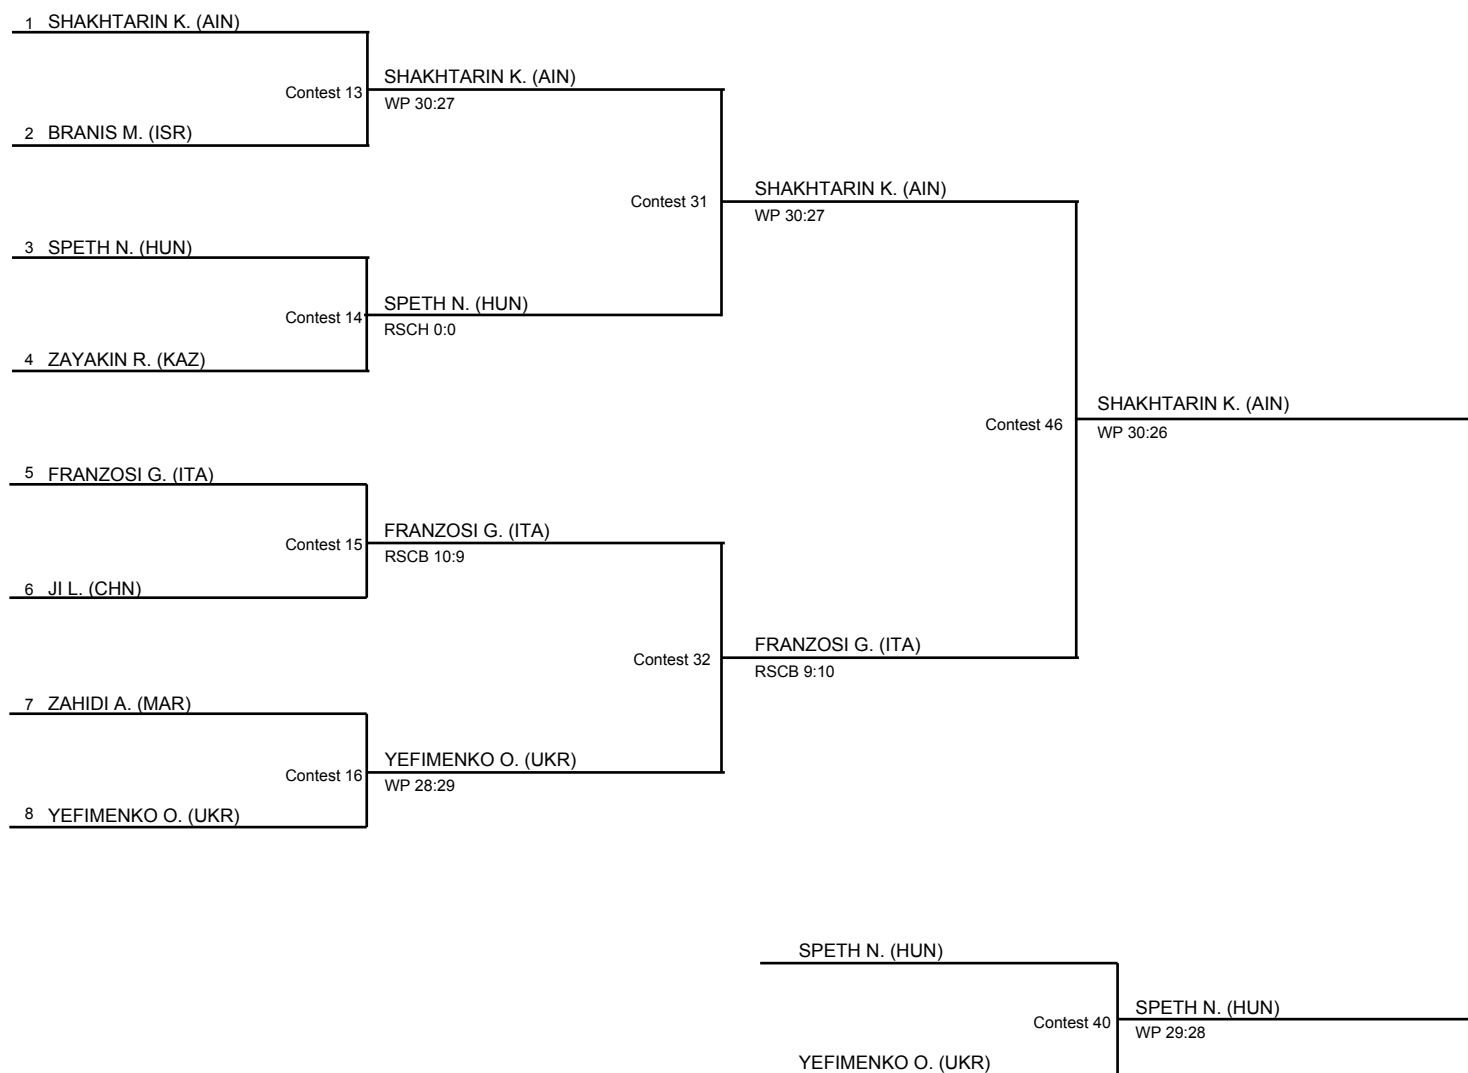 1 SHAKHTARIN K. (AIN)
SHAKHTARIN K. (AIN)
Contest 13
WP 30:27
2 BRANIS M. (ISR)
SHAKHTARIN K. (AIN)
Contest 31
WP 30:27
3 SPETH N. (HUN)
SPETH N. (HUN)
Contest 14
RSCH 0:0
4 ZAYAKIN R. (KAZ)
SHAKHTARIN K. (AIN)
Contest 46
WP 30:26
5 FRANZOSI G. (ITA)
FRANZOSI G. (ITA)
Contest 15
RSCB 10:9
6 JI L. (CHN)
FRANZOSI G. (ITA)
Contest 32
RSCB 9:10
7 ZAHIDI A. (MAR)
YEFIMENKO O. (UKR)
Contest 16
WP 28:29
8 YEFIMENKO O. (UKR)
SPETH N. (HUN)
SPETH N. (HUN)
Contest 40
WP 29:28
YEFIMENKO O. (UKR)